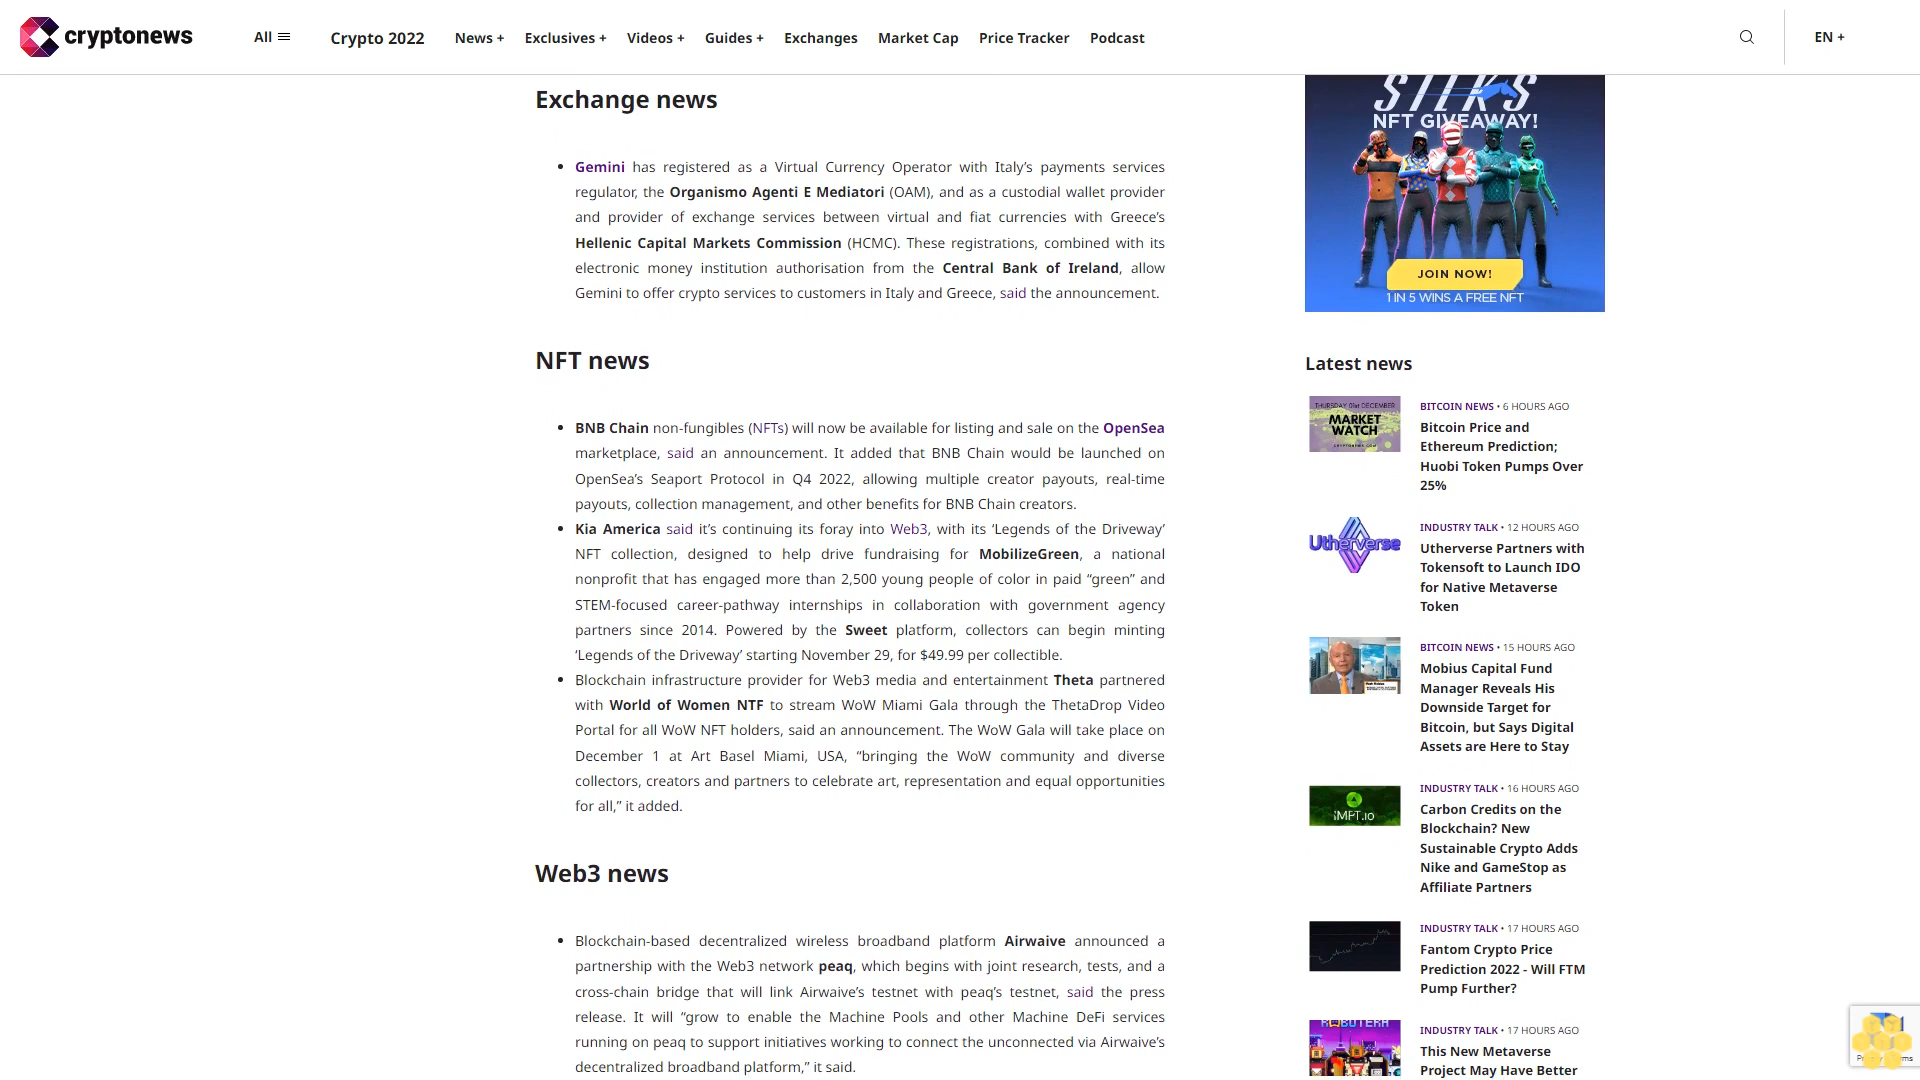 cryptonews
All
Crypto 2022
News +
Exclusives +
Videos +
Guides +
Exchanges
Market Cap
Price Tracker
Podcast
EN +
Exchange news
Gemini has registered as a Virtual Currency Operator with Italy’s payments services
regulator, the Organismo Agenti E Mediatori (OAM), and as a custodial wallet provider
and provider of exchange services between virtual and fiat currencies with Greece’s
Hellenic Capital Markets Commission (HCMC). These registrations, combined with its
electronic money institution authorisation from the Central Bank of Ireland, allow
Gemini to offer crypto services to customers in Italy and Greece, said the announcement.
NFT news
BNB Chain non-fungibles (NFTs) will now be available for listing and sale on the OpenSea
marketplace, said an announcement. It added that BNB Chain would be launched on
OpenSea’s Seaport Protocol in Q4 2022, allowing multiple creator payouts, real-time
payouts, collection management, and other benefits for BNB Chain creators.
Kia America said it’s continuing its foray into Web3, with its ‘Legends of the Driveway’
NFT collection, designed to help drive fundraising for MobilizeGreen, a national
nonprofit that has engaged more than 2,500 young people of color in paid “green” and
STEM-focused career-pathway internships in collaboration with government agency
partners since 2014. Powered by the Sweet platform, collectors can begin minting
‘Legends of the Driveway’ starting November 29, for $49.99 per collectible.
Blockchain infrastructure provider for Web3 media and entertainment Theta partnered
with World of Women NTF to stream WoW Miami Gala through the ThetaDrop Video
Portal for all WoW NFT holders, said an announcement. The WoW Gala will take place on
December 1 at Art Basel Miami, USA, “bringing the WoW community and diverse
collectors, creators and partners to celebrate art, representation and equal opportunities
for all,” it added.
Web3 news
Blockchain-based decentralized wireless broadband platform Airwaive announced a
partnership with the Web3 network peaq, which begins with joint research, tests, and a
cross-chain bridge that will link Airwaive’s testnet with peaq’s testnet, said the press
release. It will “grow to enable the Machine Pools and other Machine DeFi services
running on peaq to support initiatives working to connect the unconnected via Airwaive’s
decentralized broadband platform,” it said.
SILKS
NFT GIVEAWAY!
JOIN NOW!
1 IN 5 WINS A FREE NFT
Latest news
THURSDAY 01st DECEMBER
MARKET
WATCH
CRYPTONEWS.COM
BITCOIN NEWS • 6 HOURS AGO
Bitcoin Price and
Ethereum Prediction;
Huobi Token Pumps Over
25%
Utherverse
INDUSTRY TALK • 12 HOURS AGO
Utherverse Partners with
Tokensoft to Launch IDO
for Native Metaverse
Token
BITCOIN NEWS • 15 HOURS AGO
Mobius Capital Fund
Manager Reveals His
Downside Target for
Bitcoin, but Says Digital
Assets are Here to Stay
iMPT.io
INDUSTRY TALK • 16 HOURS AGO
Carbon Credits on the
Blockchain? New
Sustainable Crypto Adds
Nike and GameStop as
Affiliate Partners
INDUSTRY TALK • 17 HOURS AGO
Fantom Crypto Price
Prediction 2022 - Will FTM
Pump Further?
ROBOTERA
INDUSTRY TALK • 17 HOURS AGO
This New Metaverse
Project May Have Better